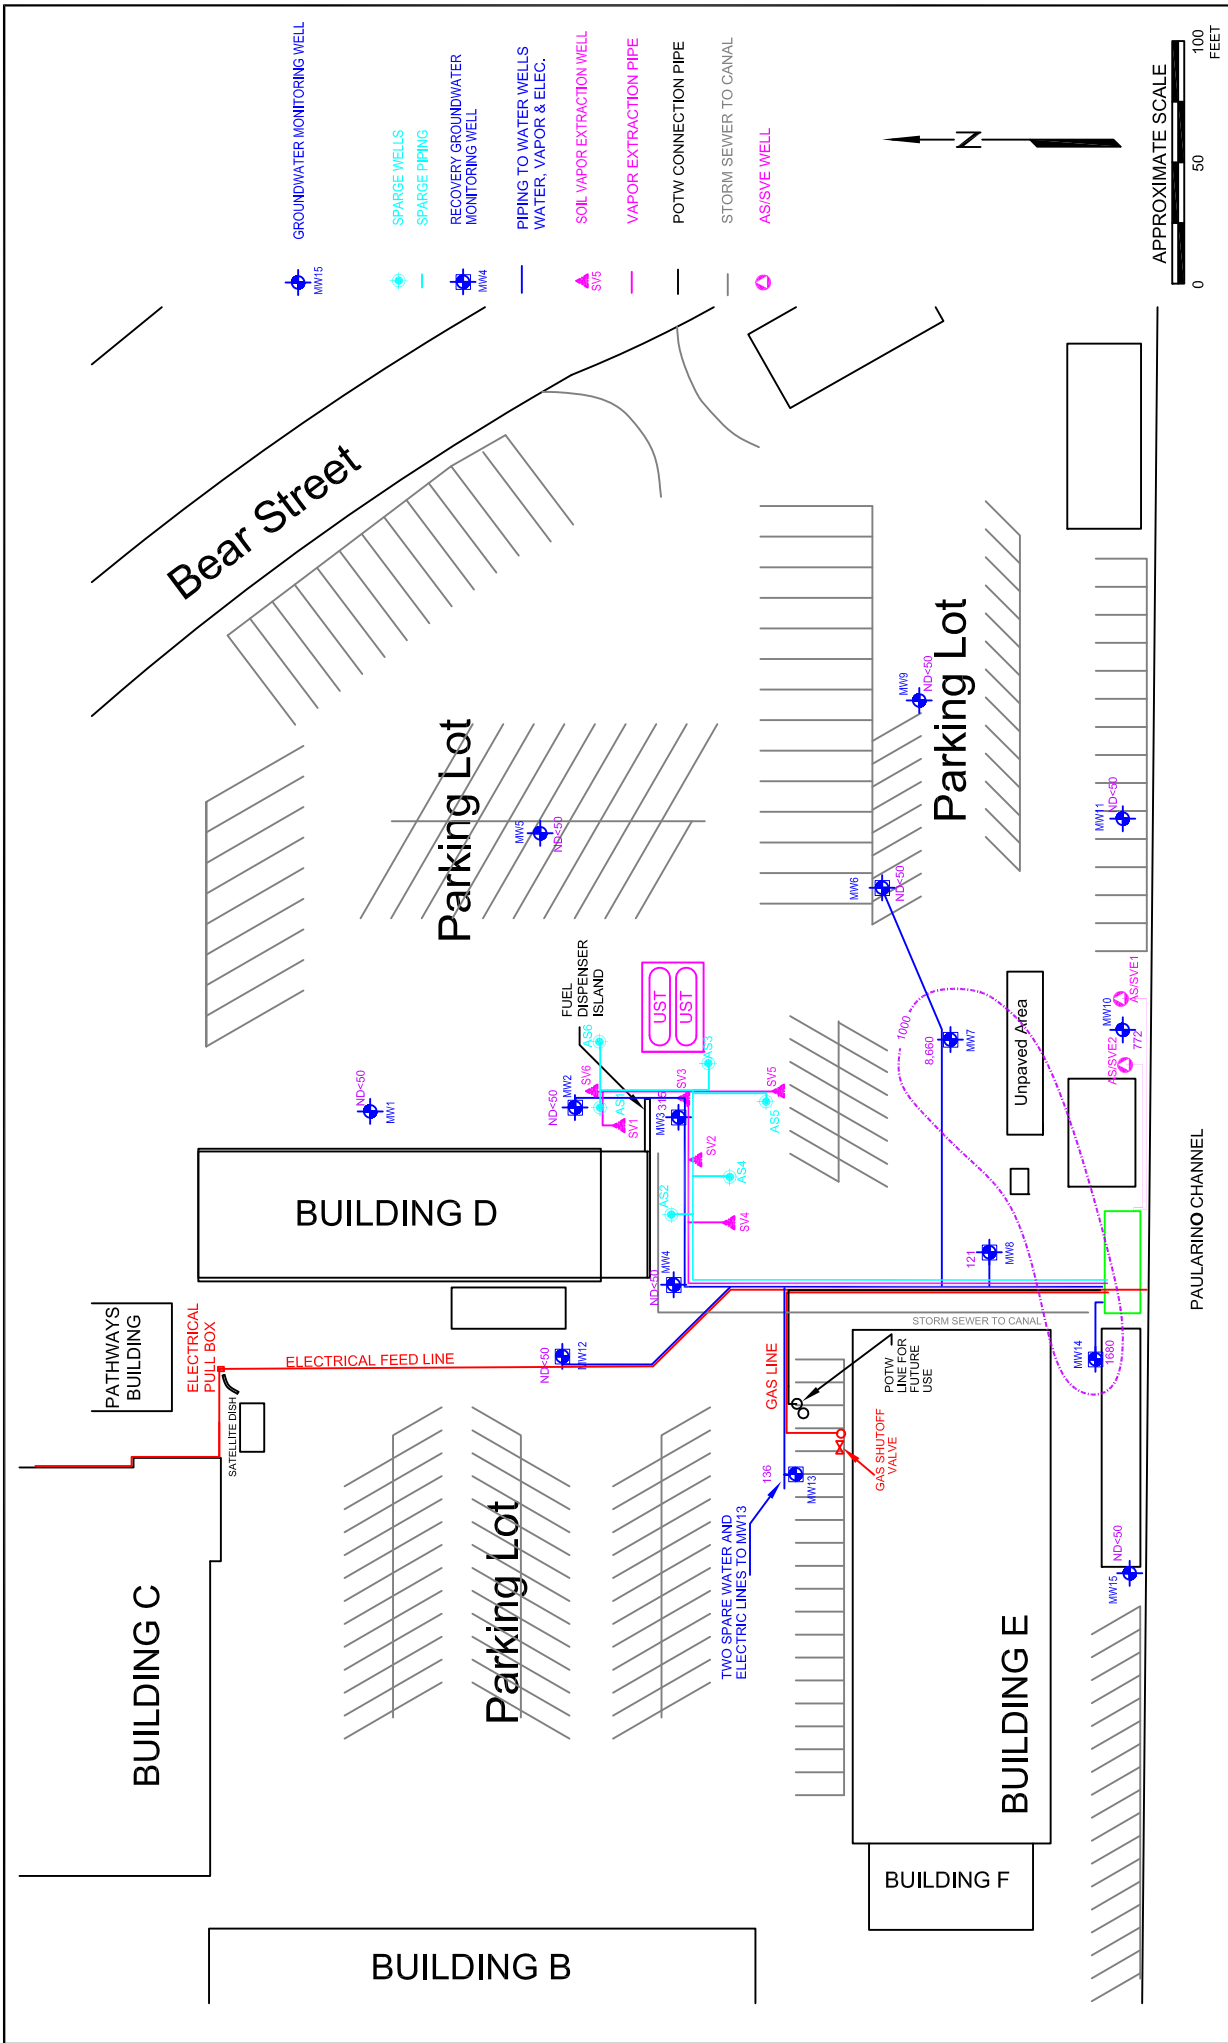 GROUNDWATER MONITORING WELL
MW15
SPARGE WELLS
SPARGE PIPING
RECOVERY GROUNDWATER
MONITORING WELL
MW4
PIPING TO WATER WELLS
WATER, VAPOR & ELEC.
SOIL VAPOR EXTRACTION WELL
SV5
VAPOR EXTRACTION PIPE
POTW CONNECTION PIPE
STORM SEWER TO CANAL
AS/SVE WELL
N
APPROXIMATE SCALE
0
50
100
FEET
Bear Street
Parking Lot
MW5
ND<50
Parking Lot
MW9
ND<50
MW6
ND<50
MW11
ND<50
FUEL
DISPENSER
ISLAND
UST
UST
AS6
AS3
SV6
SV3
SV5
AS1
AS5
SV1
315
MW3
MW2
ND<50
ND<50
MW1
SV2
AS4
AS2
SV4
MW4
ND<50
1000
8,660
MW7
Unpaved Area
MW10
772
AS/SVE1
AS/SVE2
121
MW8
MW14
1680
PAULARINO CHANNEL
BUILDING D
PATHWAYS
BUILDING
ELECTRICAL
PULL BOX
ELECTRICAL FEED LINE
ND<50
MW12
SATELLITE DISH
GAS LINE
POTW
LINE FOR
FUTURE
USE
STORM SEWER TO CANAL
GAS SHUTOFF
VALVE
136
MW13
TWO SPARE WATER AND
ELECTRIC LINES TO MW13
ND<50
MW15
BUILDING C
Parking Lot
BUILDING E
BUILDING F
BUILDING B